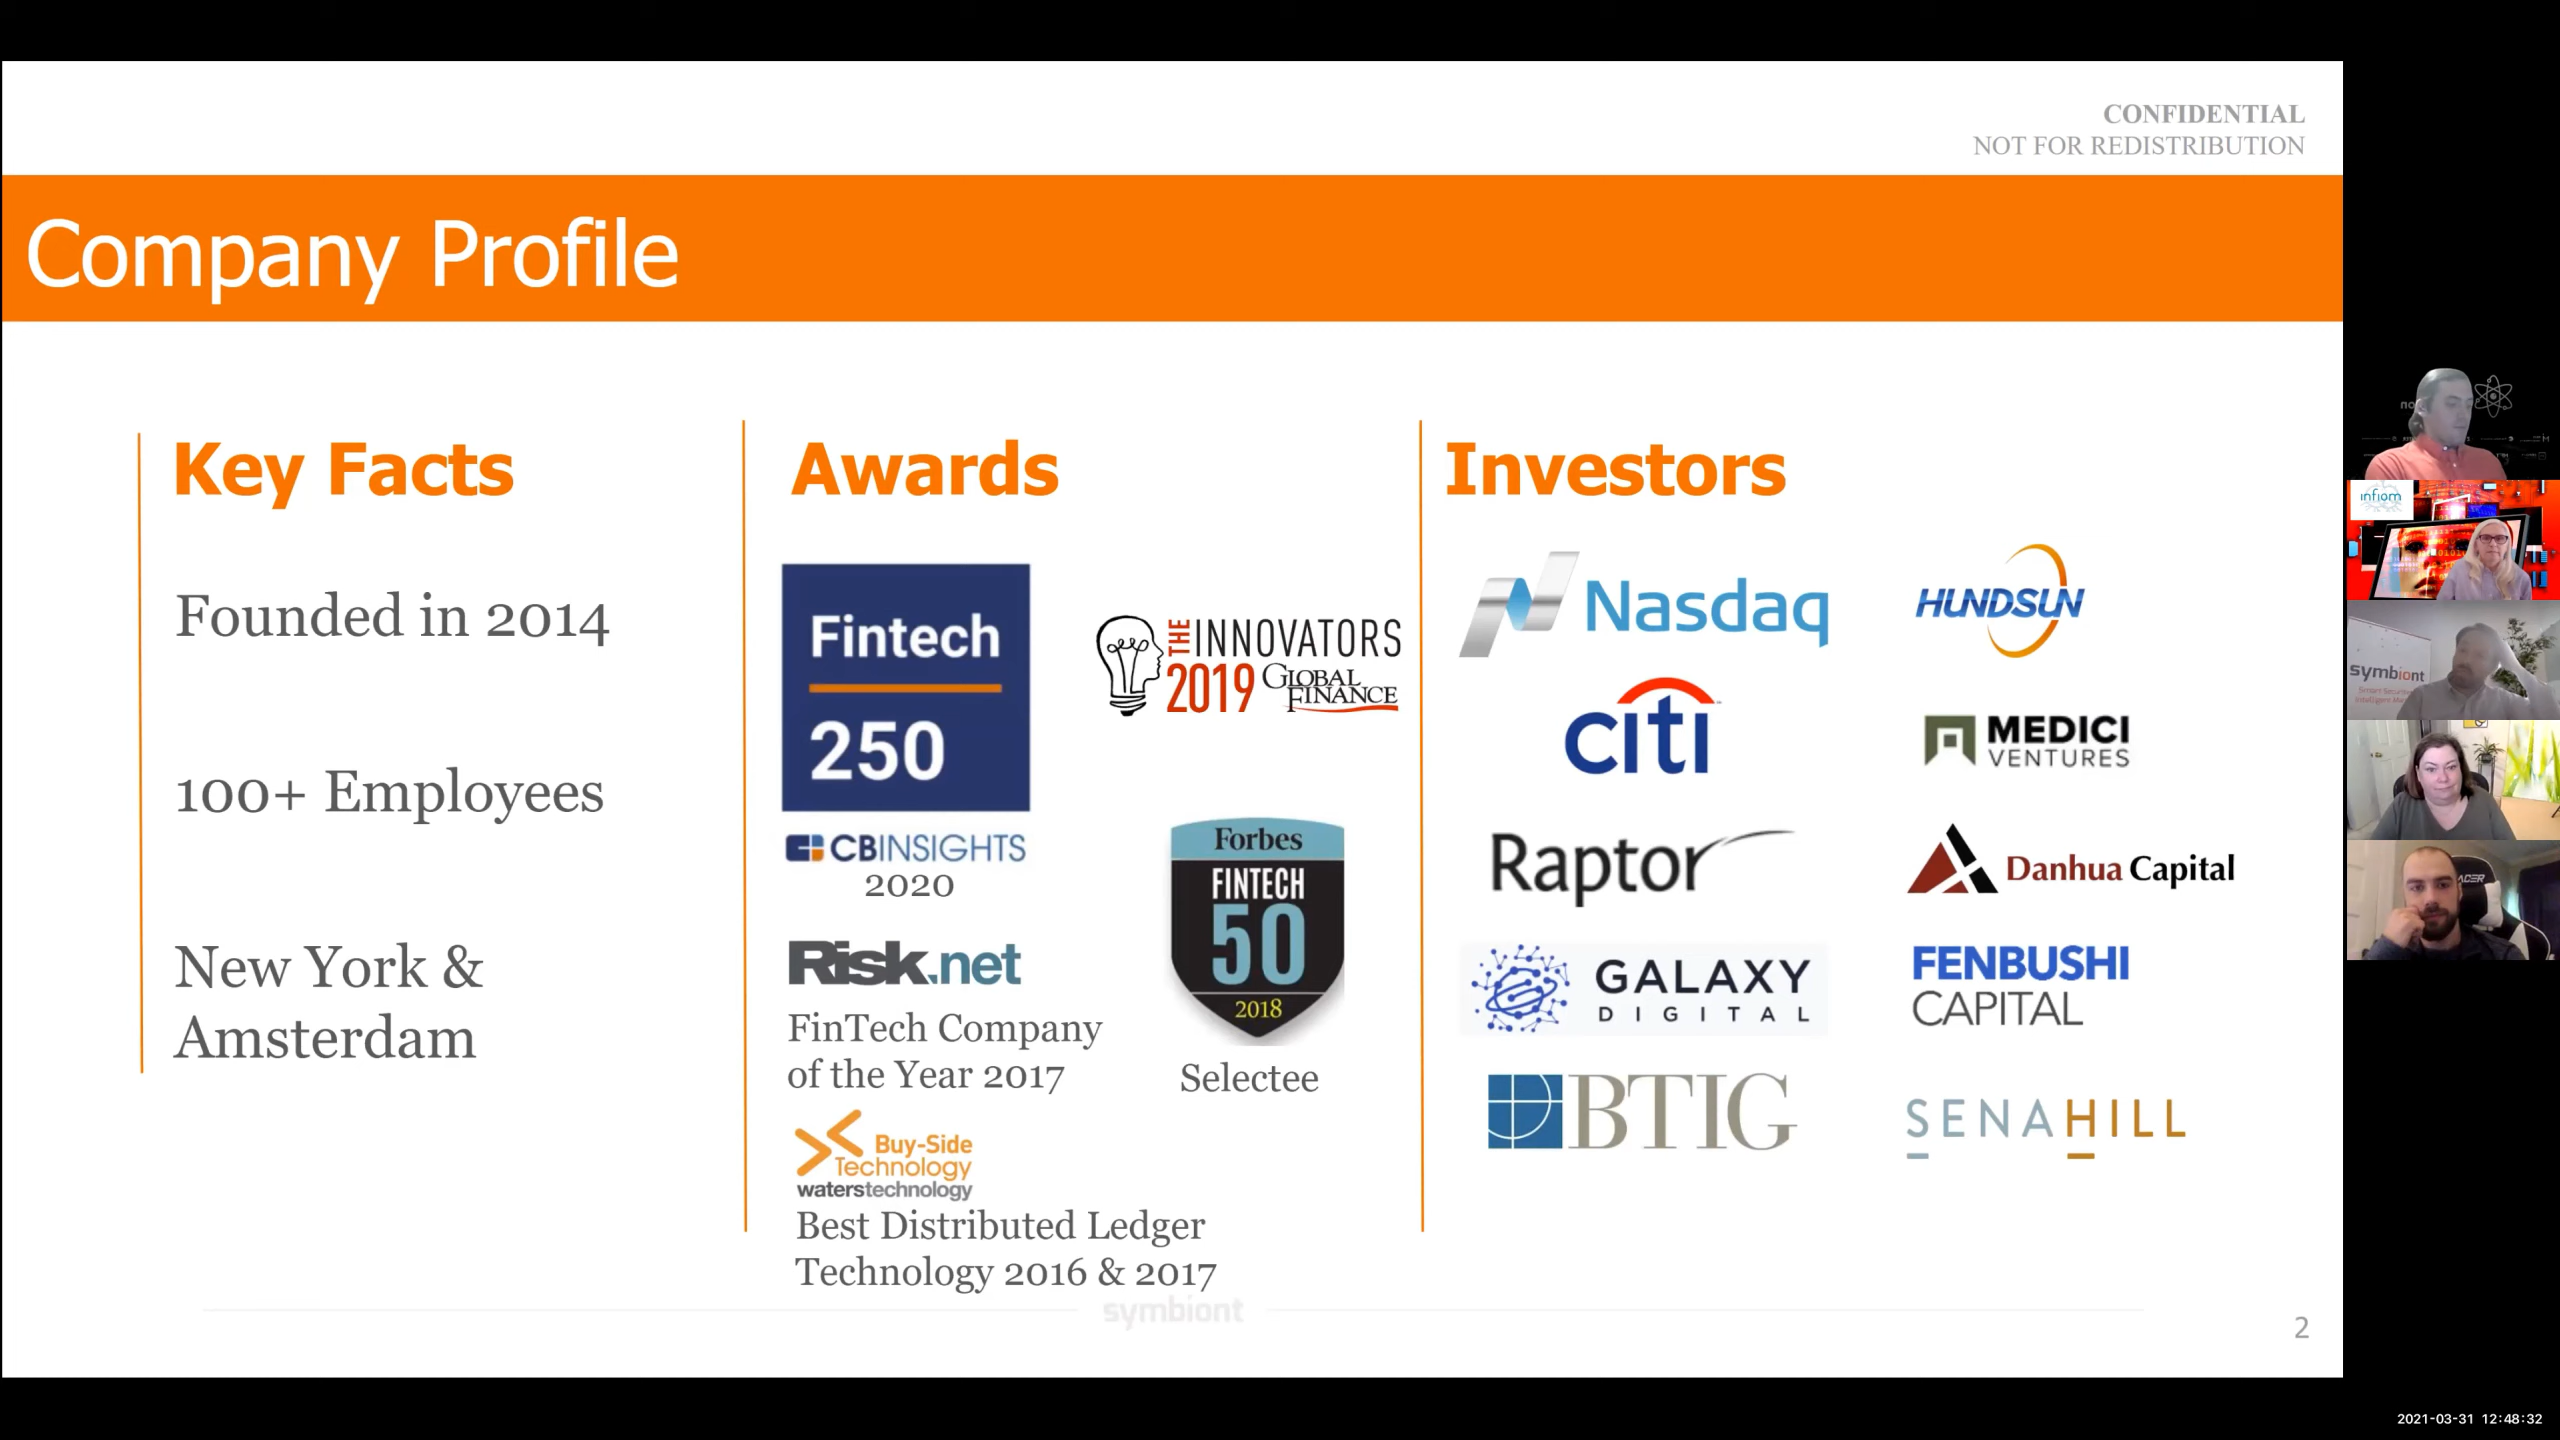 CONFIDENTIAL
NOT FOR REDISTRIBUTION
Company Profile
Key Facts
Founded in 2014
100+ Employees
New York &
Amsterdam
Awards
Fintech
250
CBINSIGHTS
2020
THE INNOVATORS
2019 GLOBAL FINANCE
Forbes
FINTECH
50
2018
Selectee
Risk.net
FinTech Company
of the Year 2017
Buy-Side
Technology
waterstechnology
Best Distributed Ledger
Technology 2016 & 2017
Investors
Nasdaq
HUNDSUN
citi
MEDICI
VENTURES
Raptor
Danhua Capital
GALAXY
DIGITAL
FENBUSHI
CAPITAL
BTIG
SENAHILL
symbiont
2
infiom
symbiont
2021-03-31 12:48:32